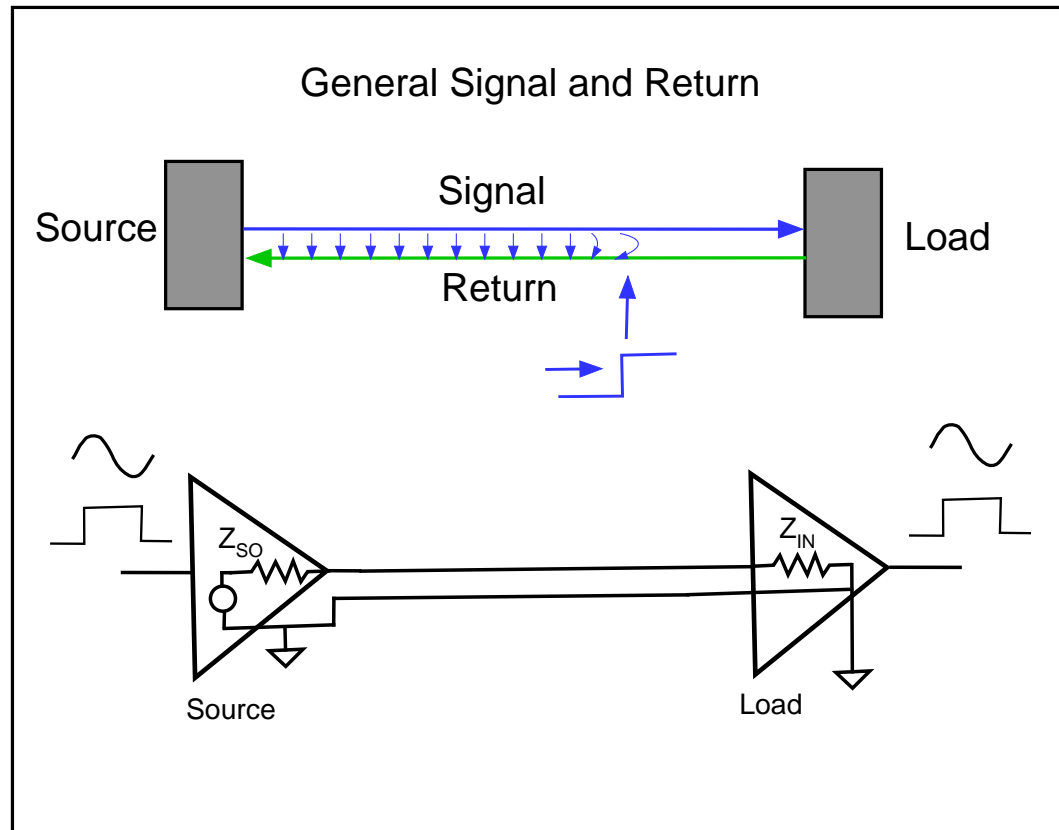 General Signal and Return
Signal
Source
Load
Return
Z_SO
Z_IN
Source
Load